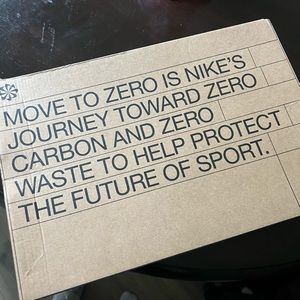 MOVE TO ZERO IS NIKE'S
JOURNEY TOWARD ZERO
CARBON AND ZERO
WASTE TO HELP PROTECT
THE FUTURE OF SPORT.